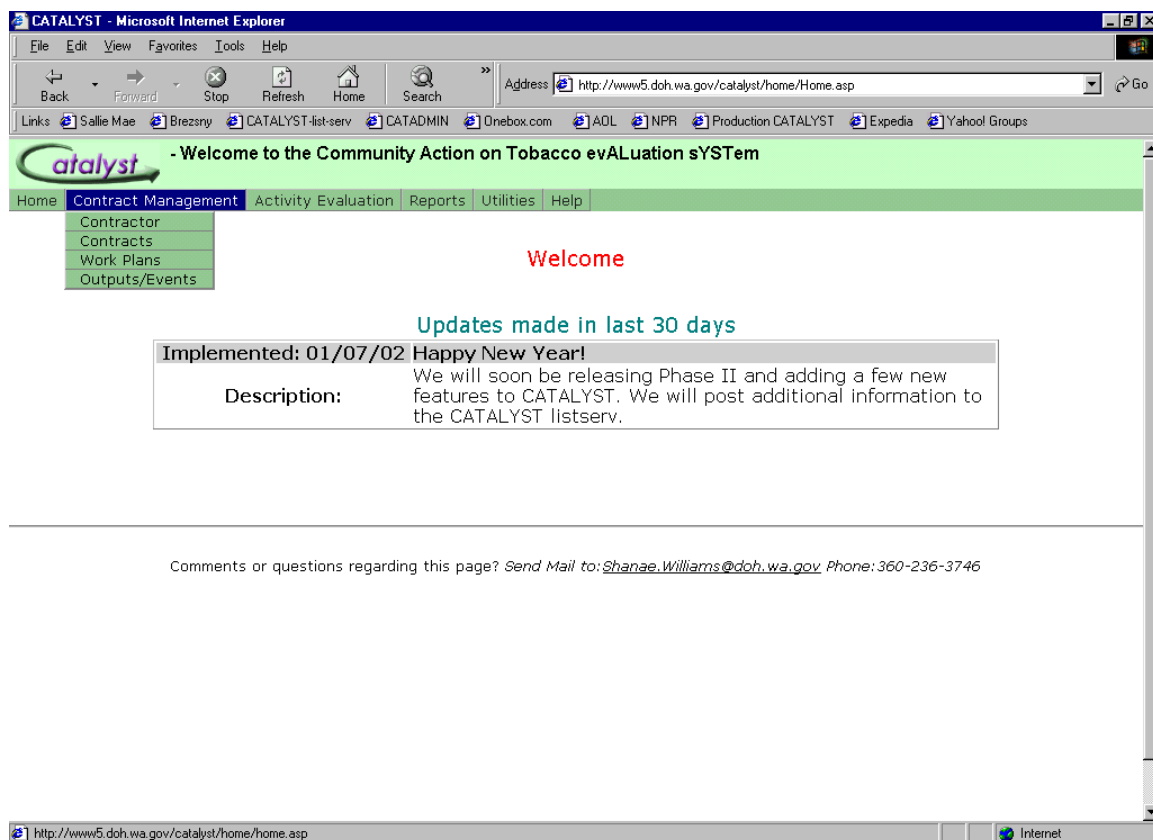 CATALYST - Microsoft Internet Explorer
File Edit View Favorites Tools Help
Back Forward Stop Refresh Home Search » Address http://www5.doh.wa.gov/catalyst/home/Home.asp Go
Links Sallie Mae Brezsny CATALYST-list-serv CATADMIN Onebox.com AOL NPR Production CATALYST Expedia Yahoo! Groups
Catalyst - Welcome to the Community Action on Tobacco evALuation sYSTem
Home Contract Management Activity Evaluation Reports Utilities Help
Contractor
Contracts
Work Plans
Outputs/Events
Welcome
Updates made in last 30 days
Implemented: 01/07/02 Happy New Year!
Description: We will soon be releasing Phase II and adding a few new
features to CATALYST. We will post additional information to
the CATALYST listserv.
Comments or questions regarding this page? Send Mail to: Shanae.Williams@doh.wa.gov Phone: 360-236-3746
http://www5.doh.wa.gov/catalyst/home/home.asp Internet